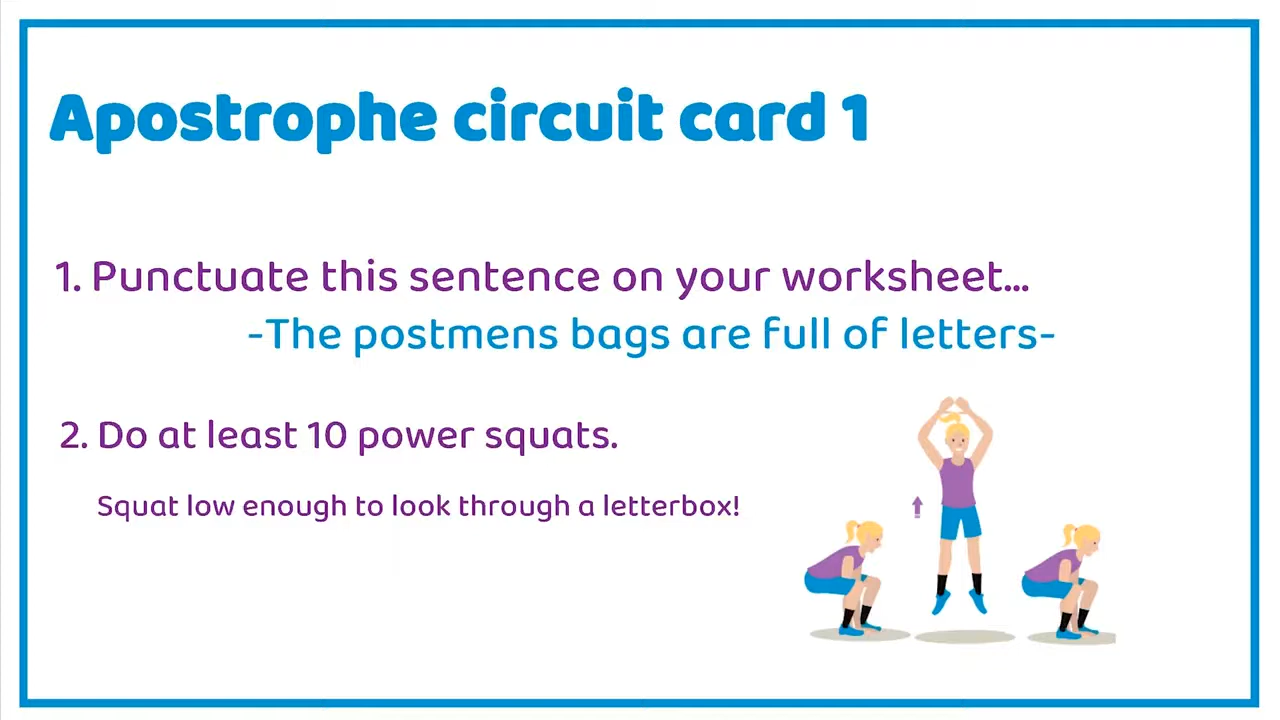 Apostrophe circuit card 1
1. Punctuate this sentence on your worksheet...
-The postmens bags are full of letters-
2. Do at least 10 power squats.
Squat low enough to look through a letterbox!